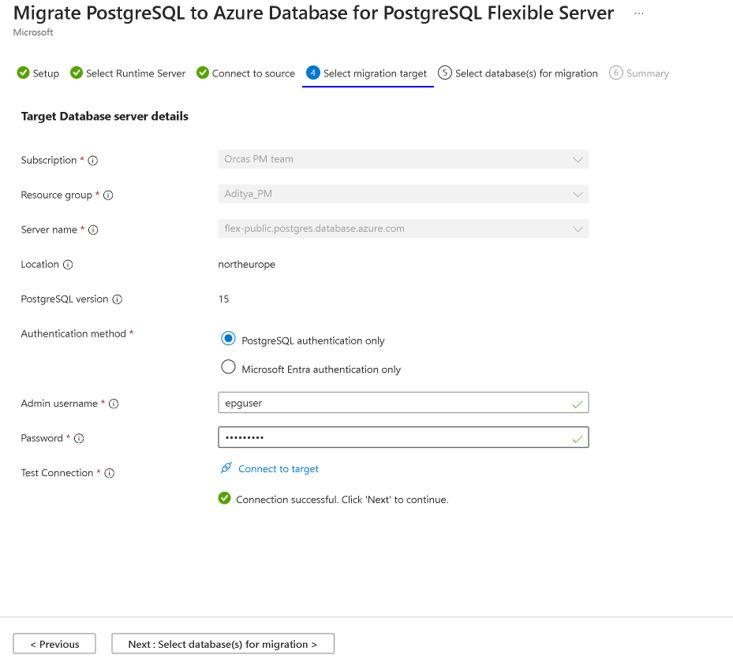 Migrate PostgreSQL to Azure Database for PostgreSQL Flexible Server ...
Microsoft
Setup Select Runtime Server Connect to source 4 Select migration target 5 Select database(s) for migration 6 Summary
Target Database server details
Subscription * Orcas PM team
Resource group * Aditya_PM
Server name * flex-public.postgres.database.azure.com
Location northeurope
PostgreSQL version 15
Authentication method *
PostgreSQL authentication only
Microsoft Entra authentication only
Admin username * epguser
Password * •••••••••
Test Connection * Connect to target
Connection successful. Click 'Next' to continue.
< Previous Next : Select database(s) for migration >